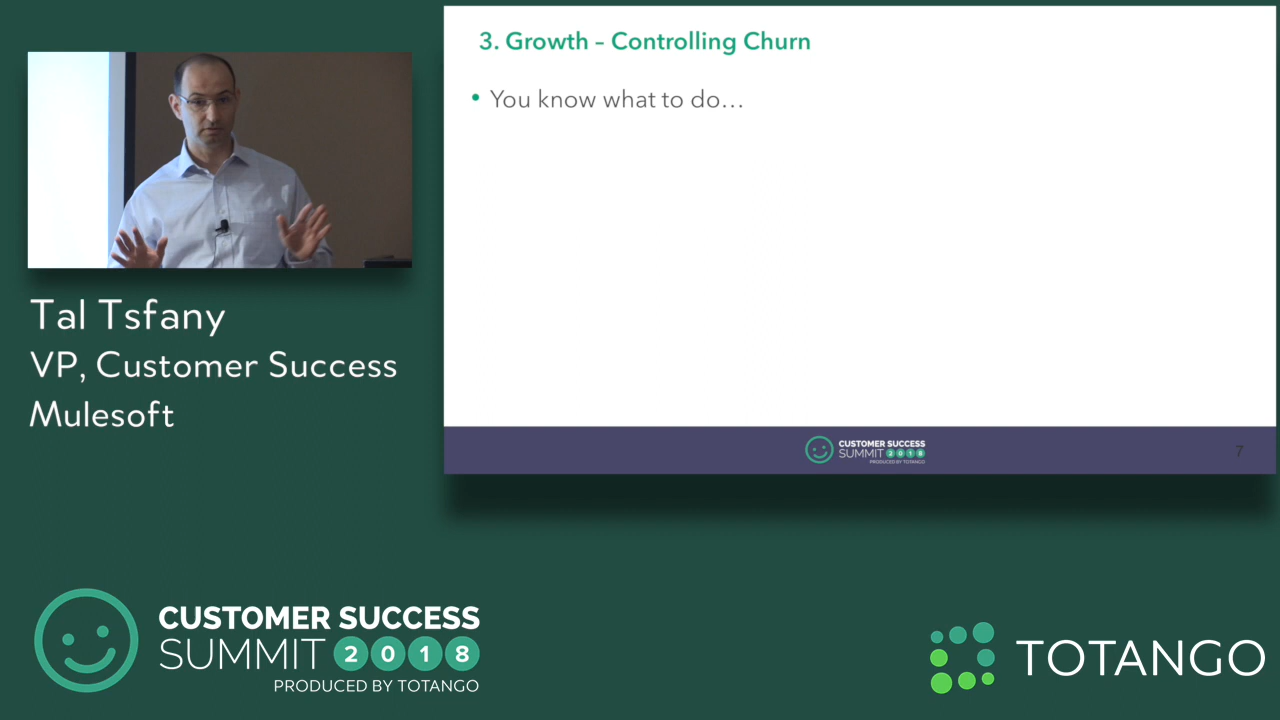 Tal Tsfany
VP, Customer Success
Mulesoft
3. Growth – Controlling Churn
• You know what to do...
CUSTOMER SUCCESS
SUMMIT 2018
PRODUCED BY TOTANGO
7
CUSTOMER SUCCESS
SUMMIT 2018
PRODUCED BY TOTANGO
TOTANGO